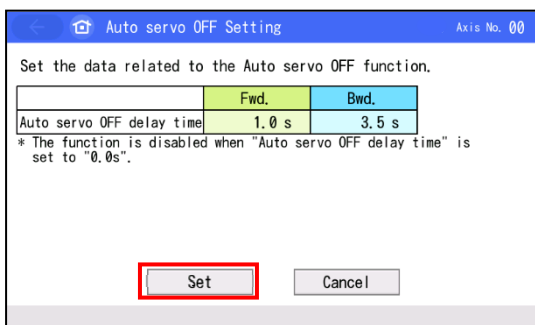 Auto servo OFF Setting Axis No. 00
Set the data related to the Auto servo OFF function.
Fwd. Bwd.
Auto servo OFF delay time 1.0 s 3.5 s
* The function is disabled when "Auto servo OFF delay time" is
set to "0.0s".
Set Cancel